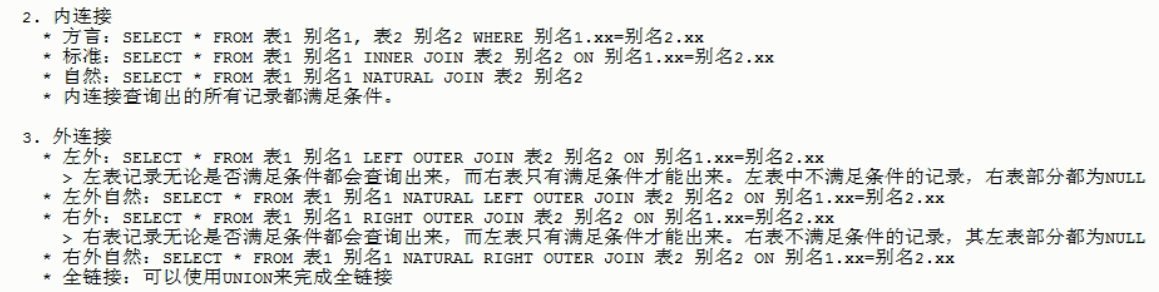 2. 内连接
* 方言：SELECT * FROM 表1 别名1, 表2 别名2 WHERE 别名1.xx=别名2.xx
* 标准：SELECT * FROM 表1 别名1 INNER JOIN 表2 别名2 ON 别名1.xx=别名2.xx
* 自然：SELECT * FROM 表1 别名1 NATURAL JOIN 表2 别名2
* 内连接查询出的所有记录都满足条件。
3. 外连接
* 左外：SELECT * FROM 表1 别名1 LEFT OUTER JOIN 表2 别名2 ON 别名1.xx=别名2.xx
> 左表记录无论是否满足条件都会查询出来，而右表只有满足条件才能出来。左表中不满足条件的记录，右表部分都为NULL
* 左外自然：SELECT * FROM 表1 别名1 NATURAL LEFT OUTER JOIN 表2 别名2 ON 别名1.xx=别名2.xx
* 右外：SELECT * FROM 表1 别名1 RIGHT OUTER JOIN 表2 别名2 ON 别名1.xx=别名2.xx
> 右表记录无论是否满足条件都会查询出来，而左表只有满足条件才能出来。右表不满足条件的记录，其左表部分都为NULL
* 右外自然：SELECT * FROM 表1 别名1 NATURAL RIGHT OUTER JOIN 表2 别名2 ON 别名1.xx=别名2.xx
* 全链接：可以使用UNION来完成全链接